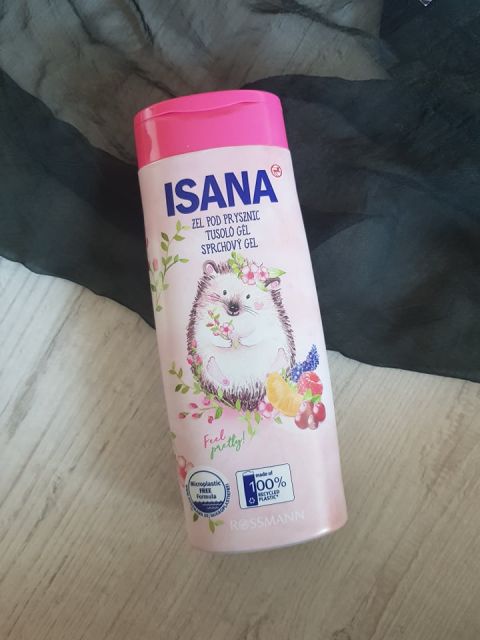 ISANA
ŻEL POD PRYSZNIC
TUSOLÓ GÉL
SPRCHOVÝ GEL
Feel
pretty!
Microplastic
FREE
Formula
made of
100%
RECYCLED
PLASTIC*
ROSSMANN